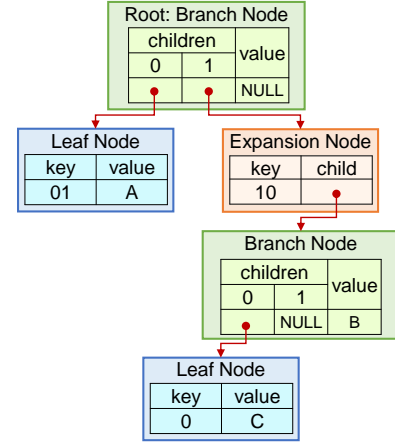 Root: Branch Node
children value
0 1
NULL
Leaf Node
key value
01 A
Expansion Node
key child
10
Branch Node
children value
0 1
NULL B
Leaf Node
key value
0 C